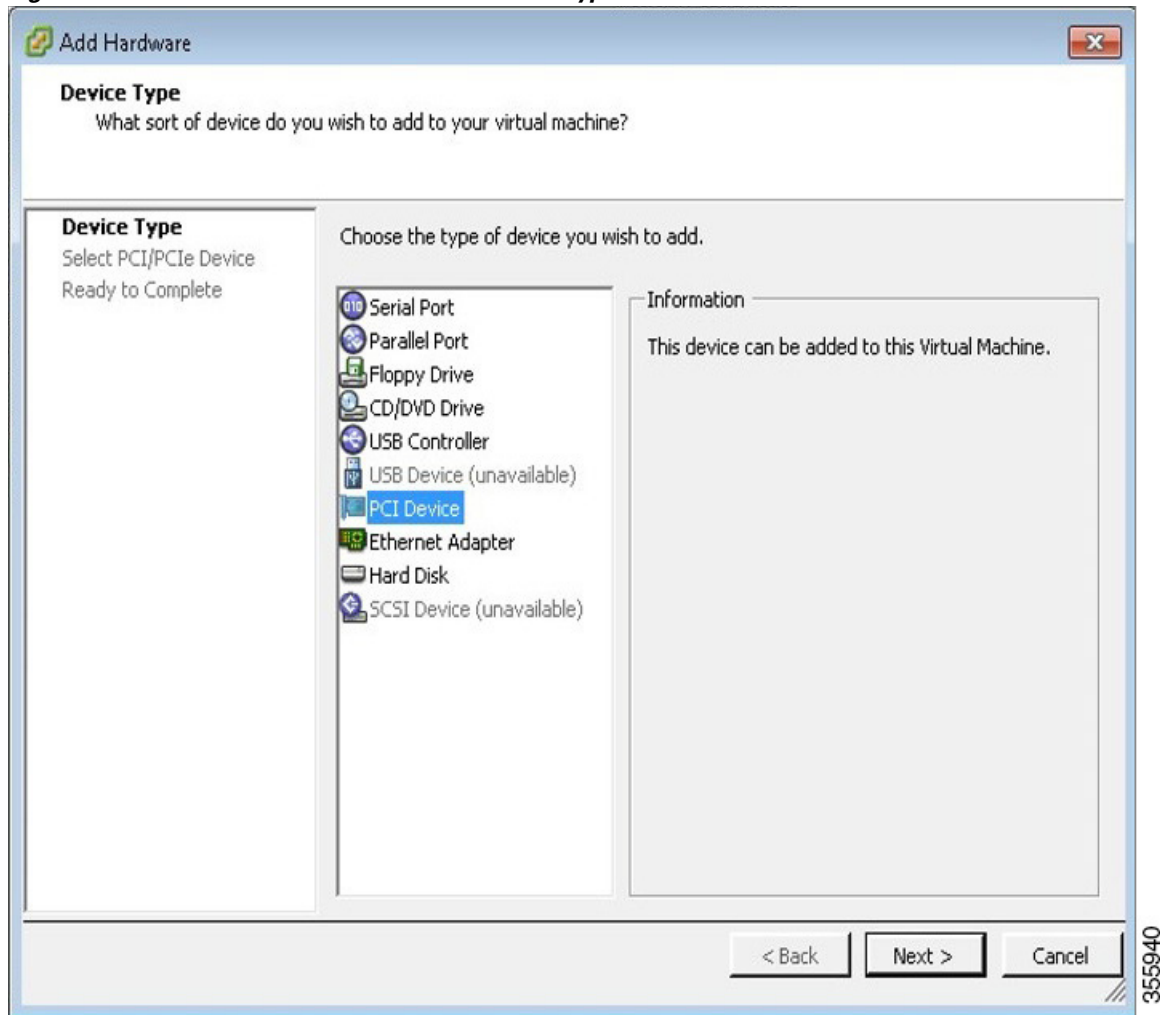 Add Hardware
Device Type
What sort of device do you wish to add to your virtual machine?
Device Type
Select PCI/PCIe Device
Ready to Complete
Choose the type of device you wish to add.
Serial Port
Parallel Port
Floppy Drive
CD/DVD Drive
USB Controller
USB Device (unavailable)
PCI Device
Ethernet Adapter
Hard Disk
SCSI Device (unavailable)
Information
This device can be added to this Virtual Machine.
< Back
Next >
Cancel
355940